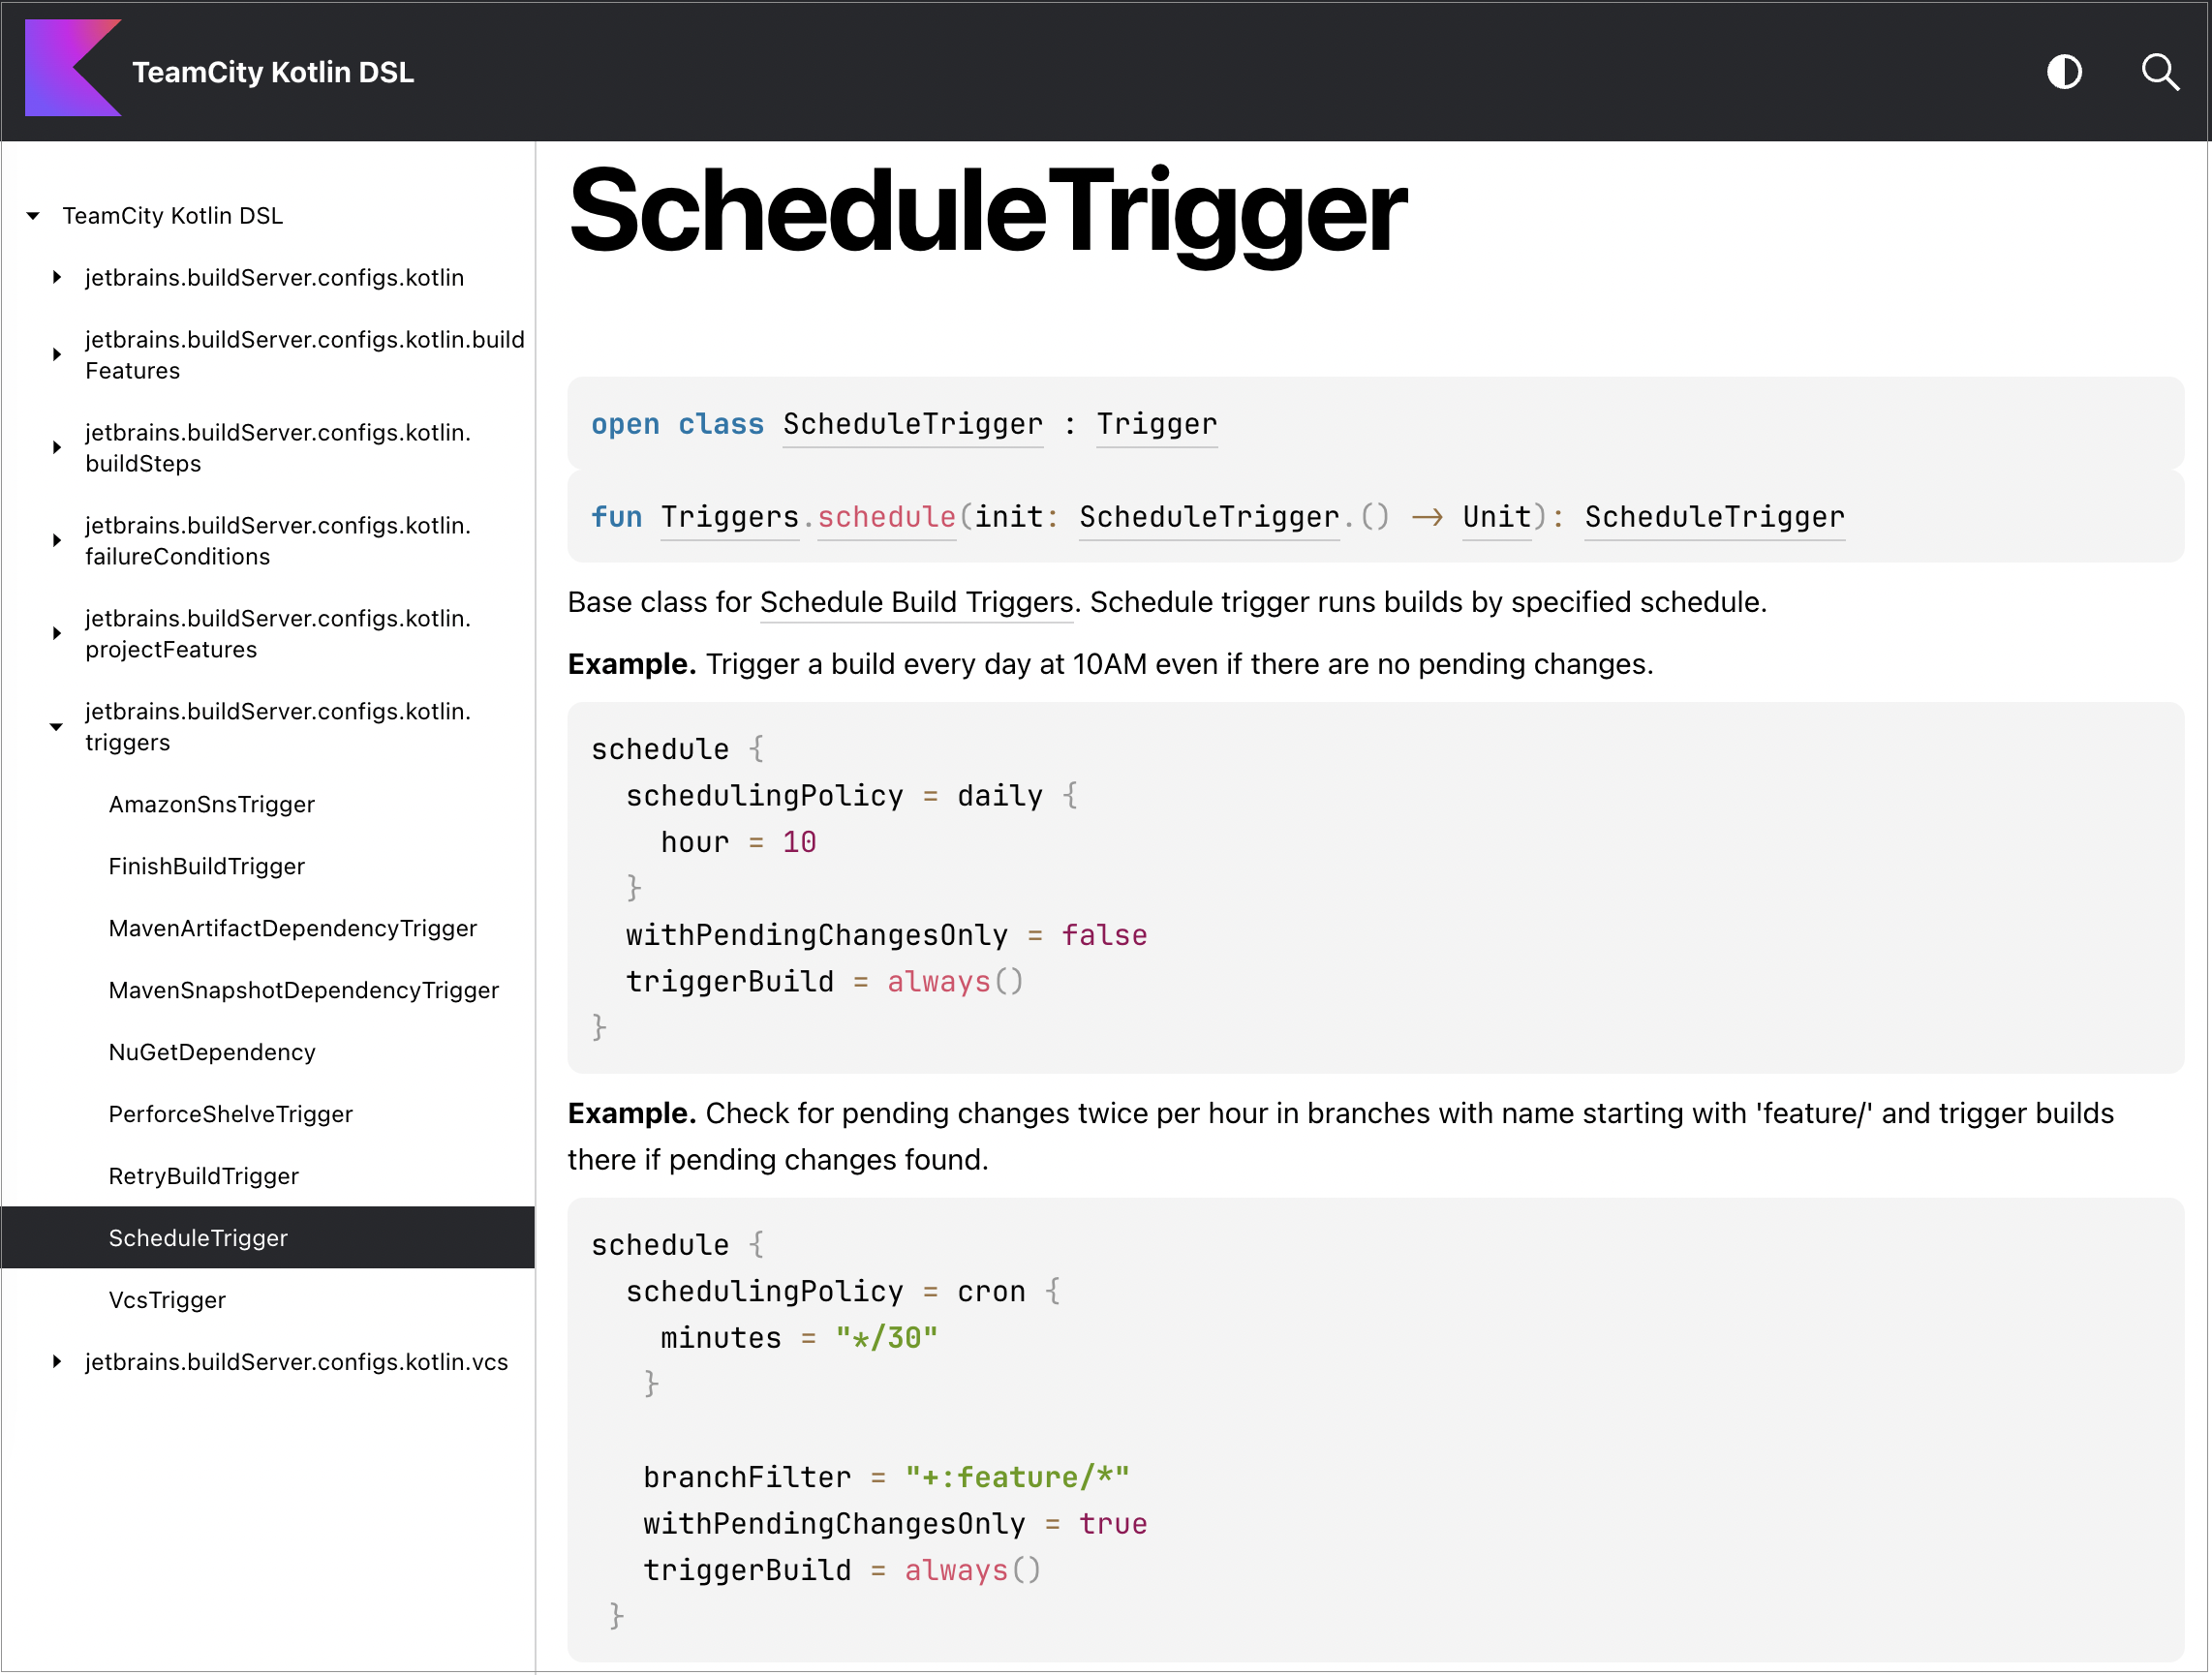 TeamCity Kotlin DSL
TeamCity Kotlin DSL
jetbrains.buildServer.configs.kotlin
jetbrains.buildServer.configs.kotlin.build
Features
jetbrains.buildServer.configs.kotlin.
buildSteps
jetbrains.buildServer.configs.kotlin.
failureConditions
jetbrains.buildServer.configs.kotlin.
projectFeatures
jetbrains.buildServer.configs.kotlin.
triggers
AmazonSnsTrigger
FinishBuildTrigger
MavenArtifactDependencyTrigger
MavenSnapshotDependencyTrigger
NuGetDependency
PerforceShelveTrigger
RetryBuildTrigger
ScheduleTrigger
VcsTrigger
jetbrains.buildServer.configs.kotlin.vcs
ScheduleTrigger
open class ScheduleTrigger : Trigger
fun Triggers.schedule(init: ScheduleTrigger.() -> Unit): ScheduleTrigger
Base class for Schedule Build Triggers. Schedule trigger runs builds by specified schedule.
Example. Trigger a build every day at 10AM even if there are no pending changes.
schedule {
  schedulingPolicy = daily {
    hour = 10
  }
  withPendingChangesOnly = false
  triggerBuild = always()
}
Example. Check for pending changes twice per hour in branches with name starting with 'feature/' and trigger builds
there if pending changes found.
schedule {
  schedulingPolicy = cron {
    minutes = "*/30"
   }

   branchFilter = "+:feature/*"
   withPendingChangesOnly = true
   triggerBuild = always()
 }